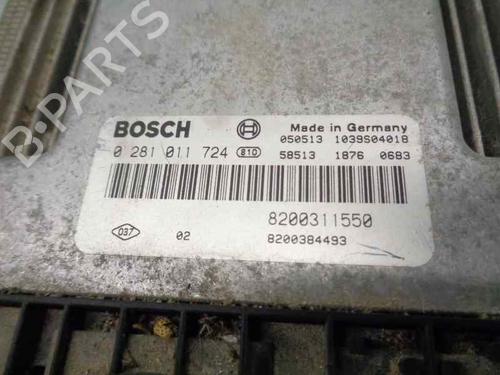 B-PARTS
BOSCH
Made in Germany
050513 1039S04018
0 281 011 724 810
58513 1876 0683
8200311550
037 02 8200384493